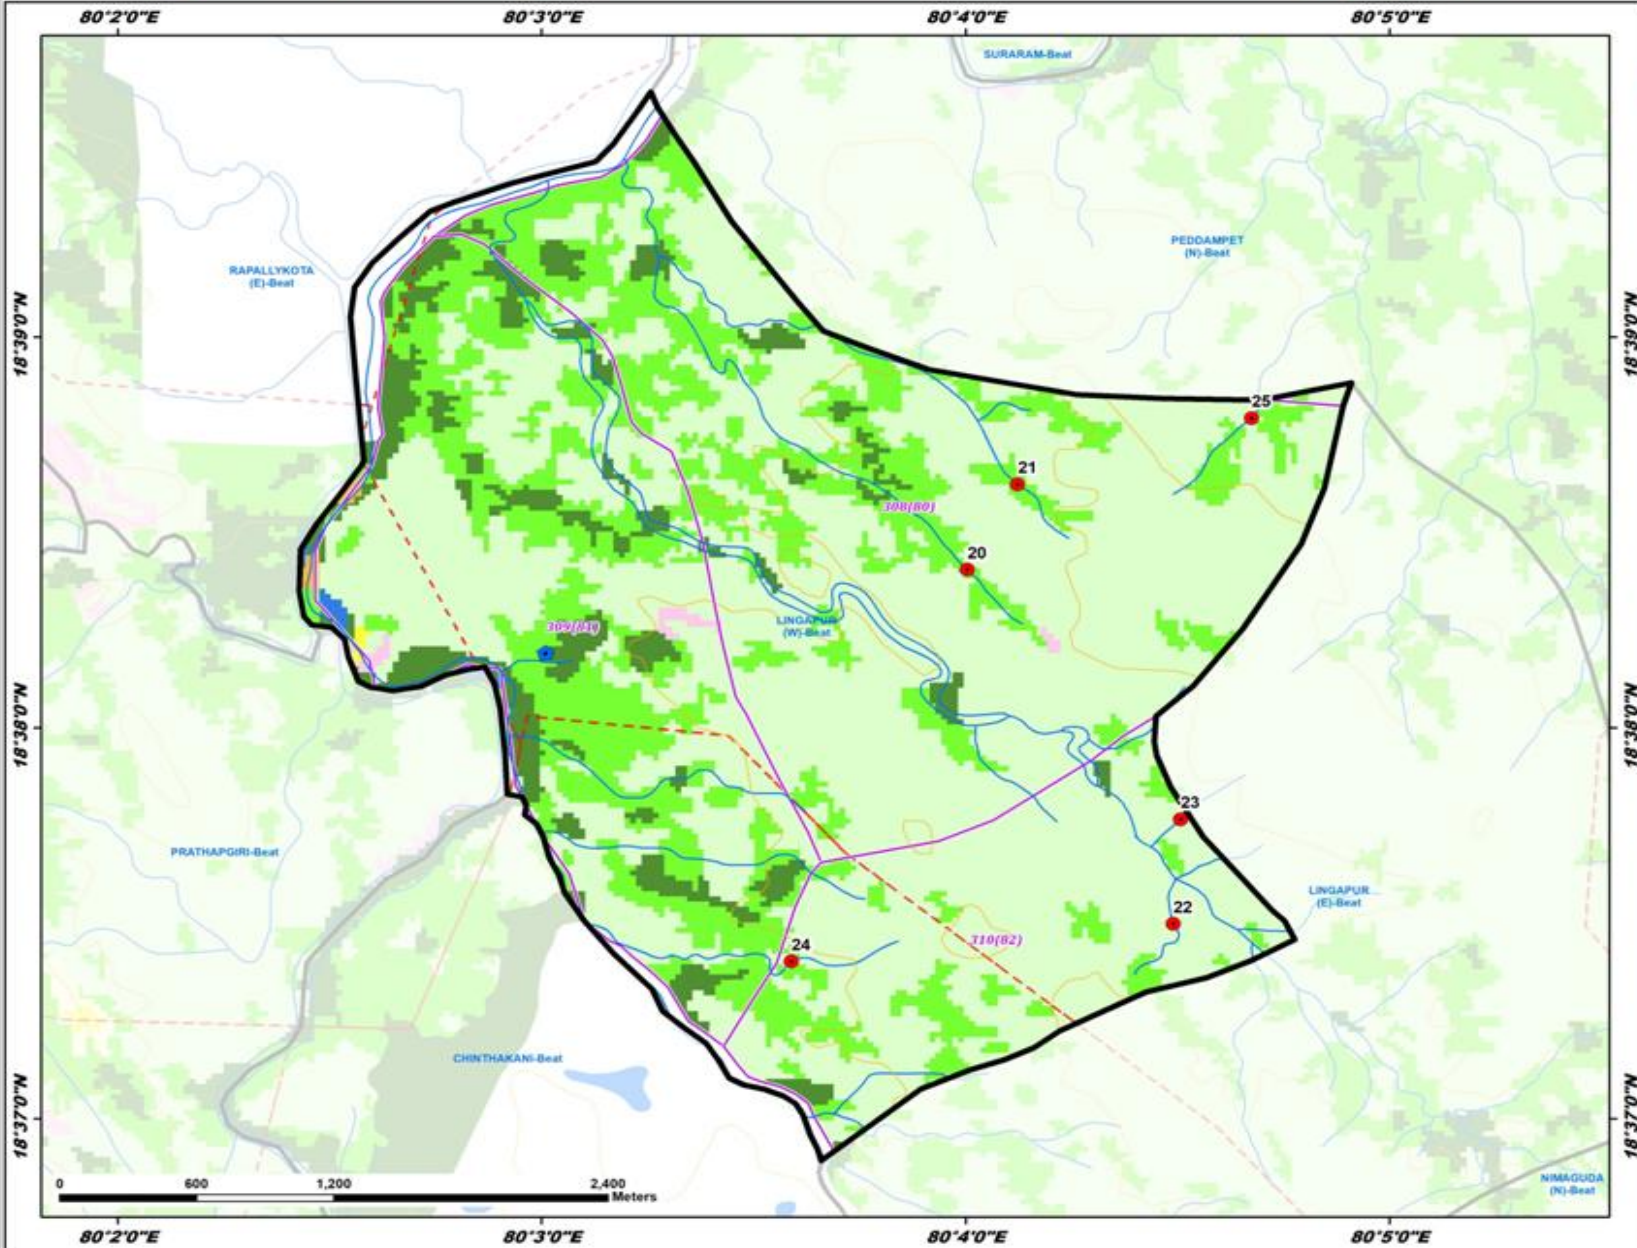 80°2'0"E
80°3'0"E
80°4'0"E
80°5'0"E
SURARAM-Beat
PEDDAMPET
(N)-Beat
RAPALLYKOTA
(E)-Beat
18°39'0"N
18°39'0"N
25
21
308(80)
20
309(81)
LINGAPUR
(W)-Beat
18°38'0"N
18°38'0"N
23
PRATHAPGIRI-Beat
LINGAPUR
(E)-Beat
22
310(82)
24
CHINTHAKANI-Beat
18°37'0"N
18°37'0"N
NIMAGUDA
(N)-Beat
0 600 1,200 2,400
Meters
80°2'0"E
80°3'0"E
80°4'0"E
80°5'0"E